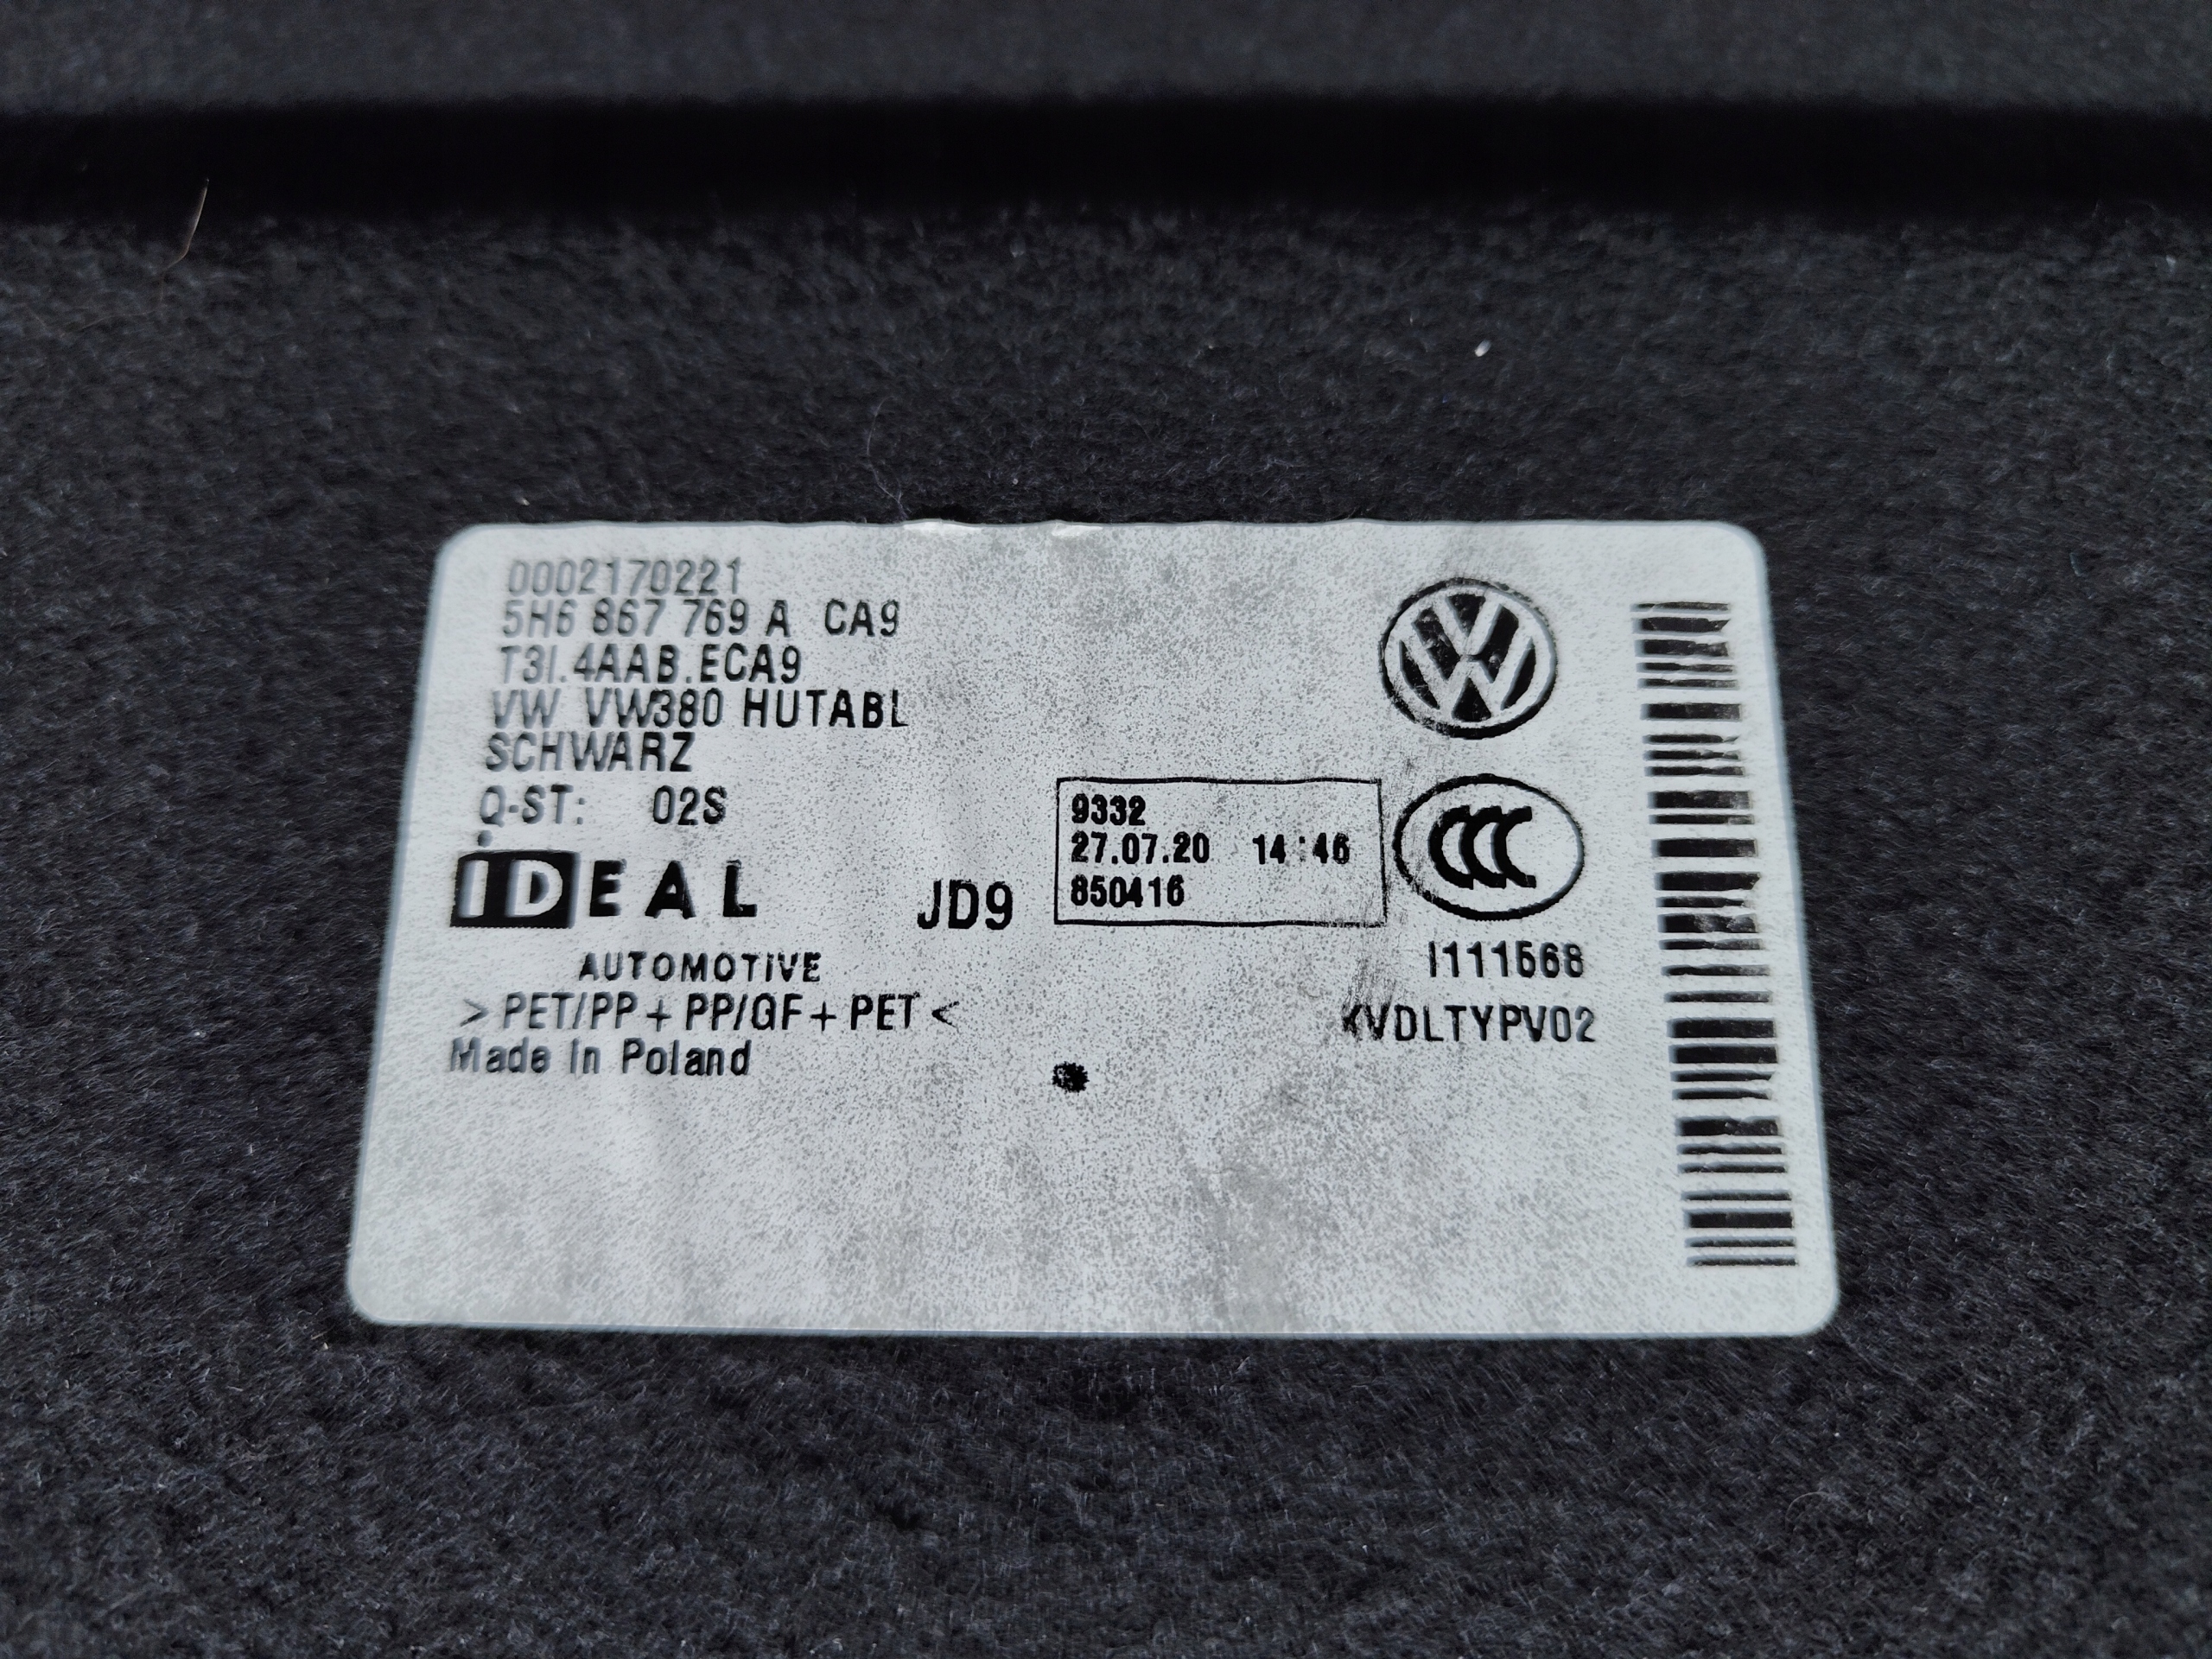 0002170221
5H6 867 769 A CA9
T3I.4AAB.ECA9
VW VW380 HUTABL
SCHWARZ
Q-ST: 02S
IDEAL
AUTOMOTIVE
JD9
9332
27.07.20 14:46
850416
CCC
I111568
KVDLTYPV02
>PET/PP+PP/GF+PET<
Made in Poland